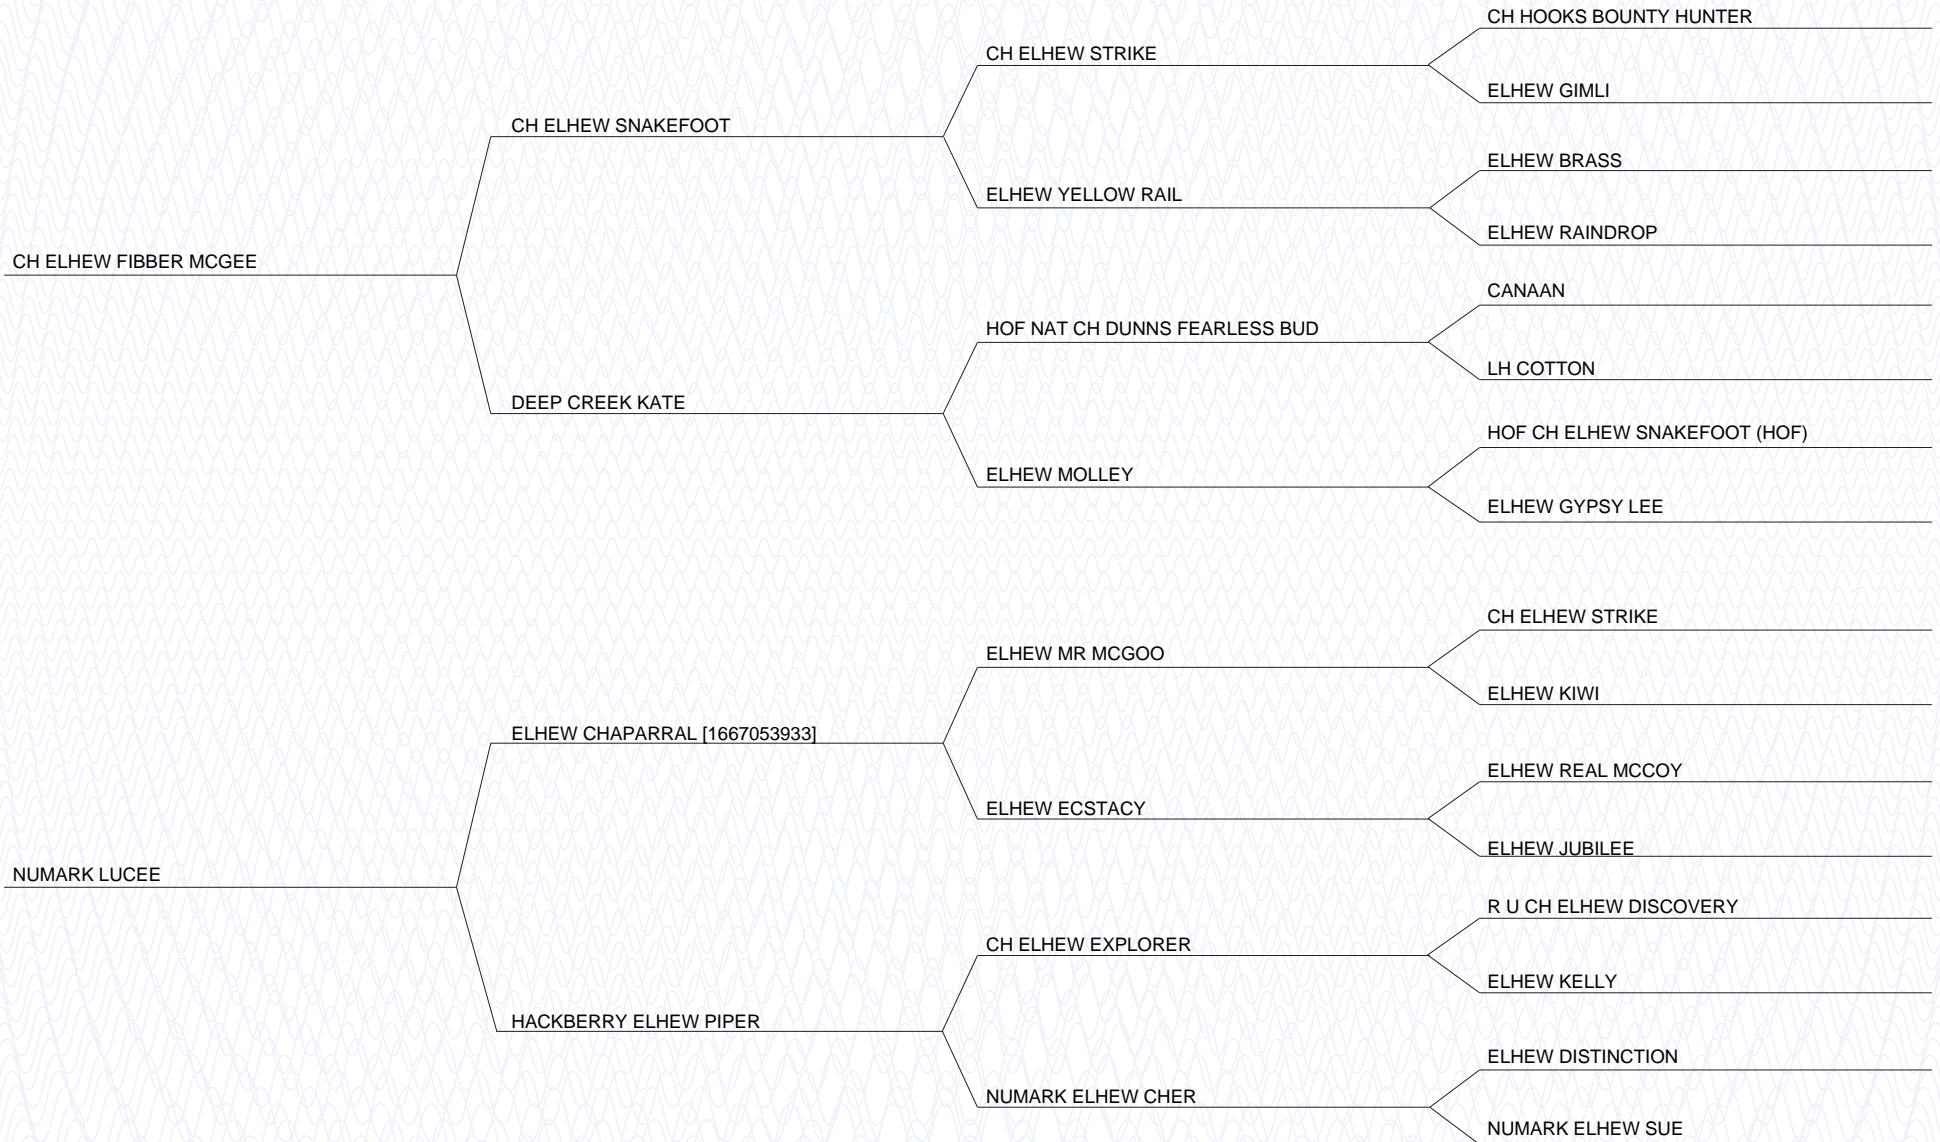 CH HOOKS BOUNTY HUNTER
CH ELHEW STRIKE
ELHEW GIMLI
CH ELHEW SNAKEFOOT
ELHEW BRASS
ELHEW YELLOW RAIL
ELHEW RAINDROP
CH ELHEW FIBBER MCGEE
CANAAN
HOF NAT CH DUNNS FEARLESS BUD
LH COTTON
DEEP CREEK KATE
HOF CH ELHEW SNAKEFOOT (HOF)
ELHEW MOLLEY
ELHEW GYPSY LEE
CH ELHEW STRIKE
ELHEW MR MCGOO
ELHEW KIWI
ELHEW CHAPARRAL [1667053933]
ELHEW REAL MCCOY
ELHEW ECSTACY
ELHEW JUBILEE
NUMARK LUCEE
R U CH ELHEW DISCOVERY
CH ELHEW EXPLORER
ELHEW KELLY
HACKBERRY ELHEW PIPER
ELHEW DISTINCTION
NUMARK ELHEW CHER
NUMARK ELHEW SUE